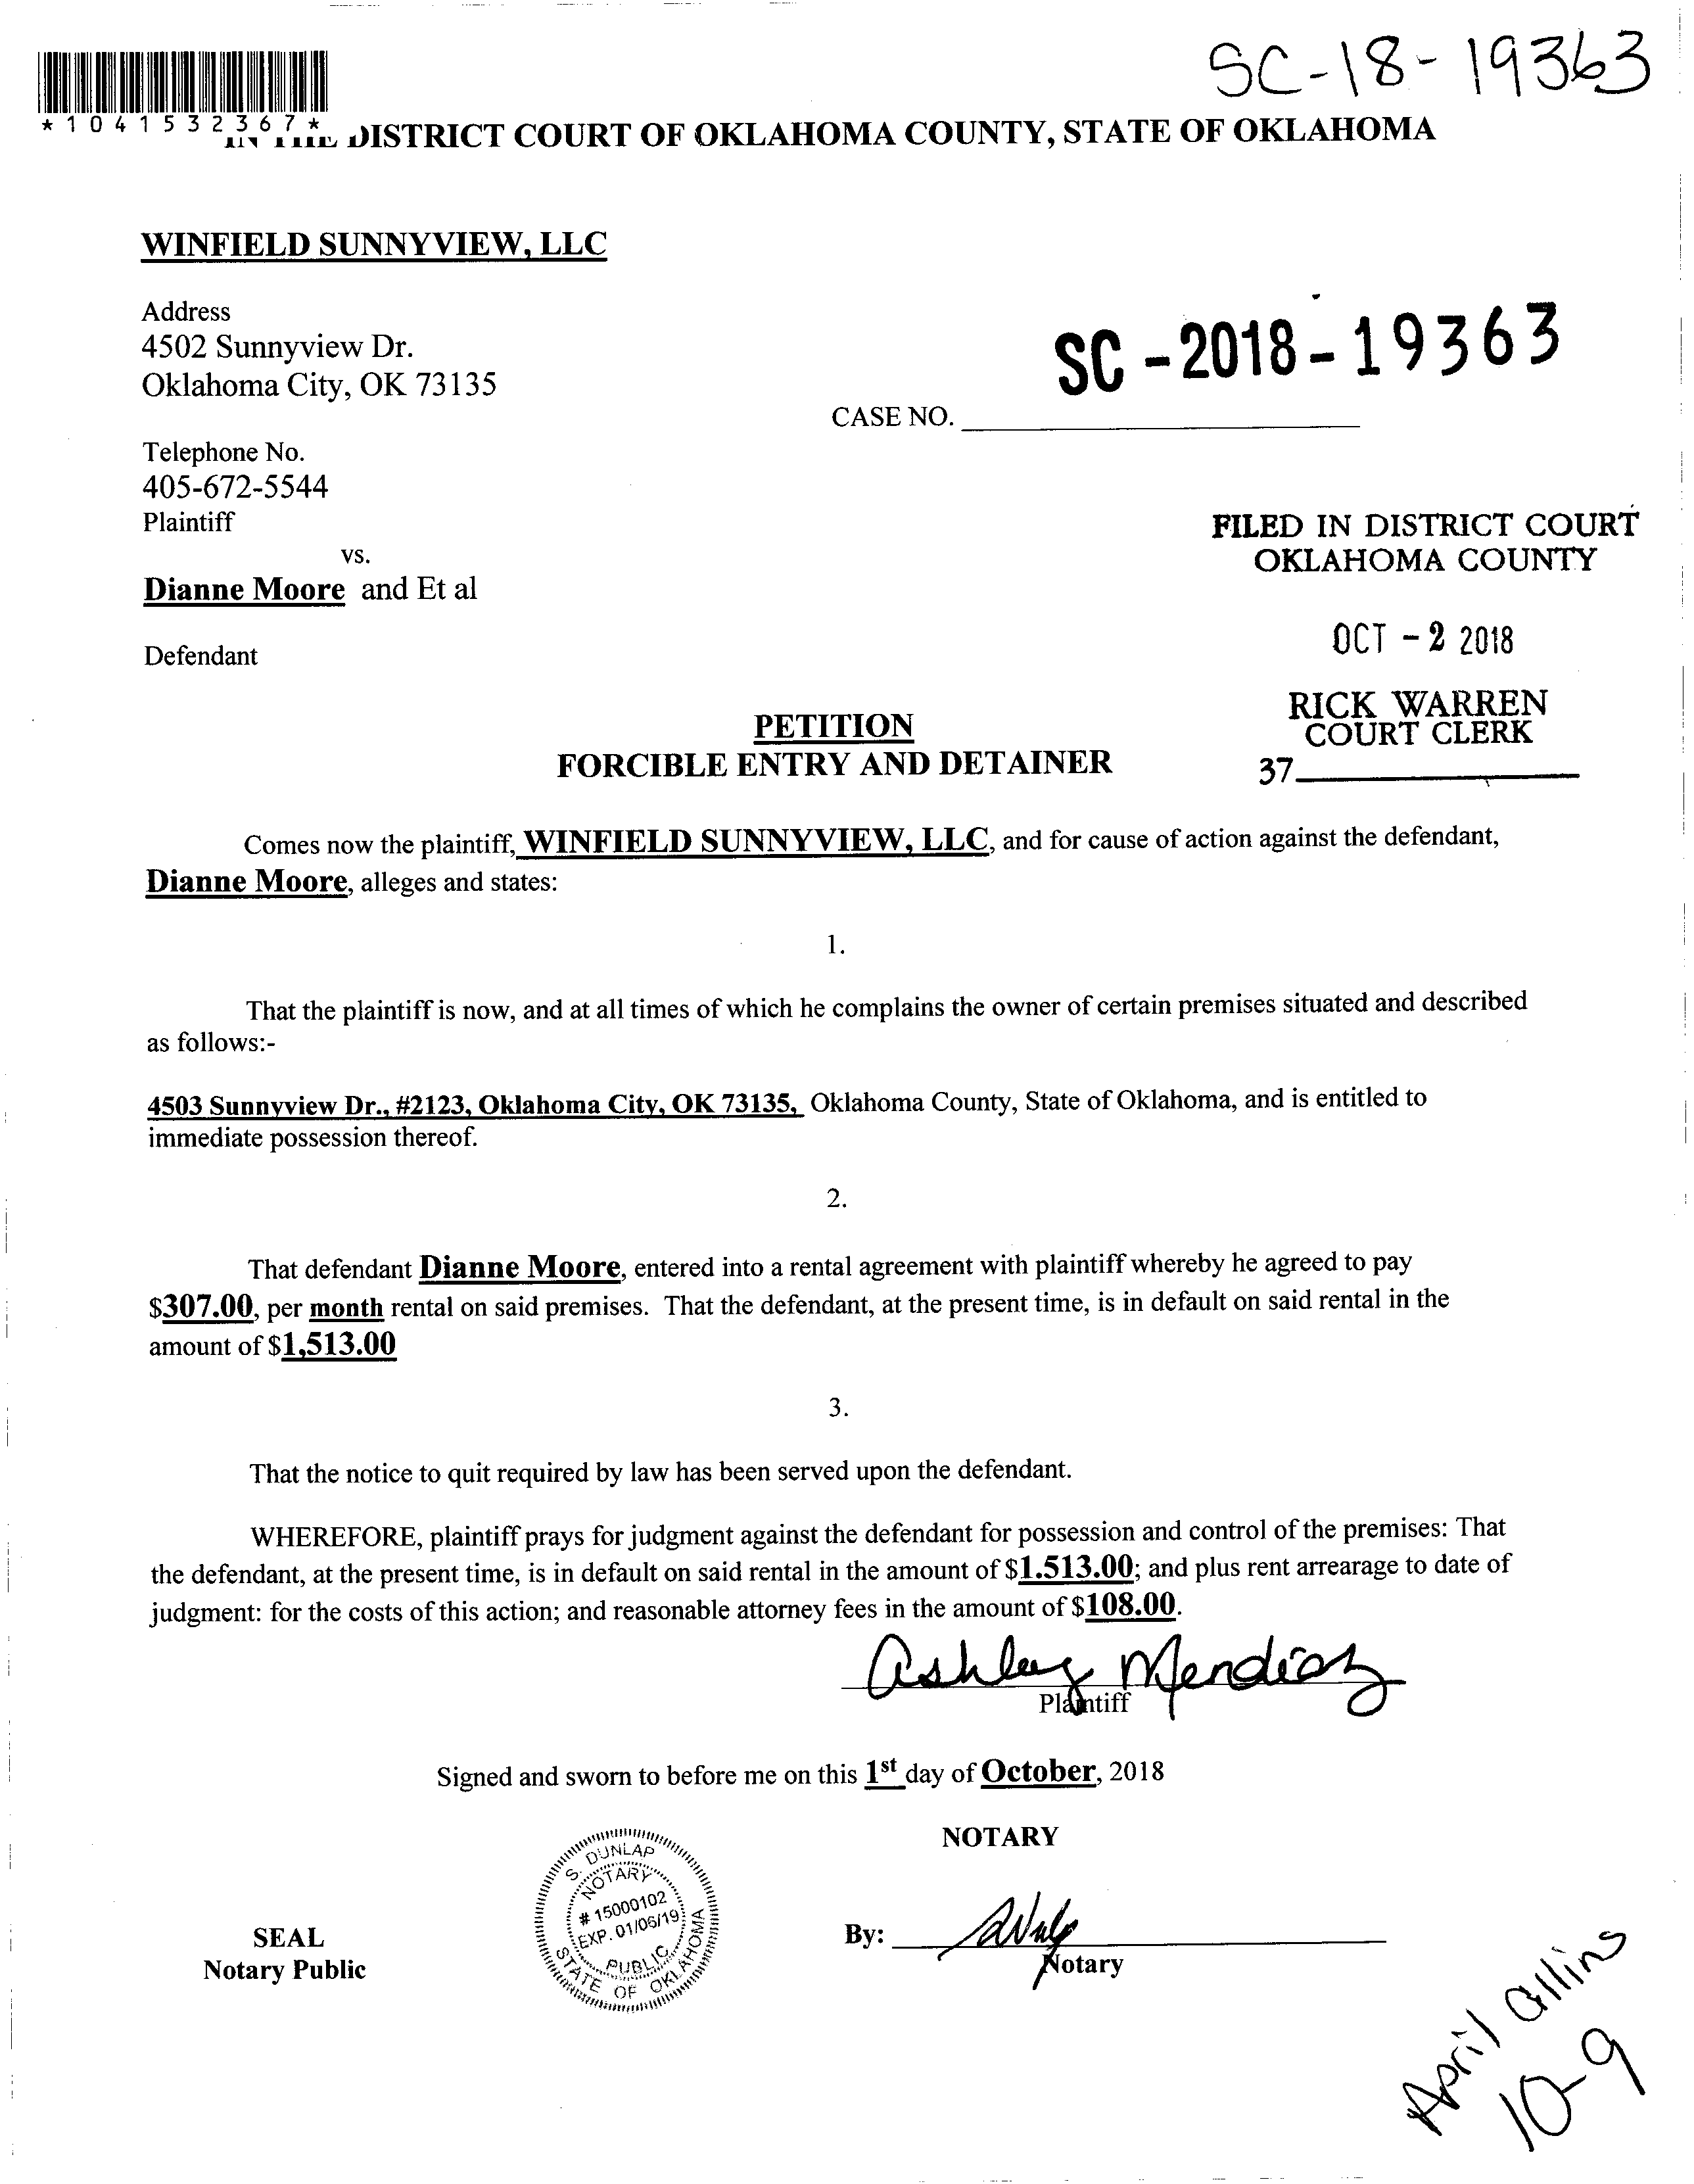 SC-18-19363
*1041532367*
IN THE DISTRICT COURT OF OKLAHOMA COUNTY, STATE OF OKLAHOMA
WINFIELD SUNNYVIEW, LLC
Address
4502 Sunnyview Dr.
Oklahoma City, OK 73135
SC-2018-19363
CASE NO.
Telephone No.
405-672-5544
Plaintiff
vs.
Dianne Moore and Et al
Defendant
FILED IN DISTRICT COURT
OKLAHOMA COUNTY
OCT -2 2018
RICK WARREN
COURT CLERK
37
PETITION
FORCIBLE ENTRY AND DETAINER
Comes now the plaintiff, WINFIELD SUNNYVIEW, LLC, and for cause of action against the defendant,
Dianne Moore, alleges and states:
1.
That the plaintiff is now, and at all times of which he complains the owner of certain premises situated and described
as follows:-
4503 Sunnyview Dr., #2123, Oklahoma City, OK 73135, Oklahoma County, State of Oklahoma, and is entitled to
immediate possession thereof.
2.
That defendant Dianne Moore, entered into a rental agreement with plaintiff whereby he agreed to pay
$307.00, per month rental on said premises. That the defendant, at the present time, is in default on said rental in the
amount of $1,513.00
3.
That the notice to quit required by law has been served upon the defendant.
WHEREFORE, plaintiff prays for judgment against the defendant for possession and control of the premises: That
the defendant, at the present time, is in default on said rental in the amount of $1.513.00; and plus rent arrearage to date of
judgment: for the costs of this action; and reasonable attorney fees in the amount of $108.00.
Ashley Mendiaz
Plaintiff
Signed and sworn to before me on this 1st day of October, 2018
NOTARY
S. DUNLAP
NOTARY
# 15000102
EXP. 01/06/19
PUBLIC
STATE OF OKLAHOMA
SEAL
Notary Public
By:
Notary
April
10-9